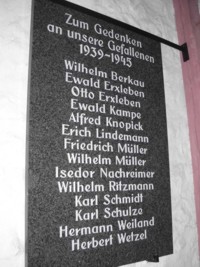 Zum Gedenken
an unsere Gefallenen
1939-1945
Wilhelm Berkau
Ewald Erxleben
Otto Erxleben
Ewald Kampe
Alfred Knopick
Erich Lindemann
Friedrich Müller
Wilhelm Müller
Isedor Nachreimer
Wilhelm Ritzmann
Karl Schmidt
Karl Schulze
Hermann Weiland
Herbert Wetzel